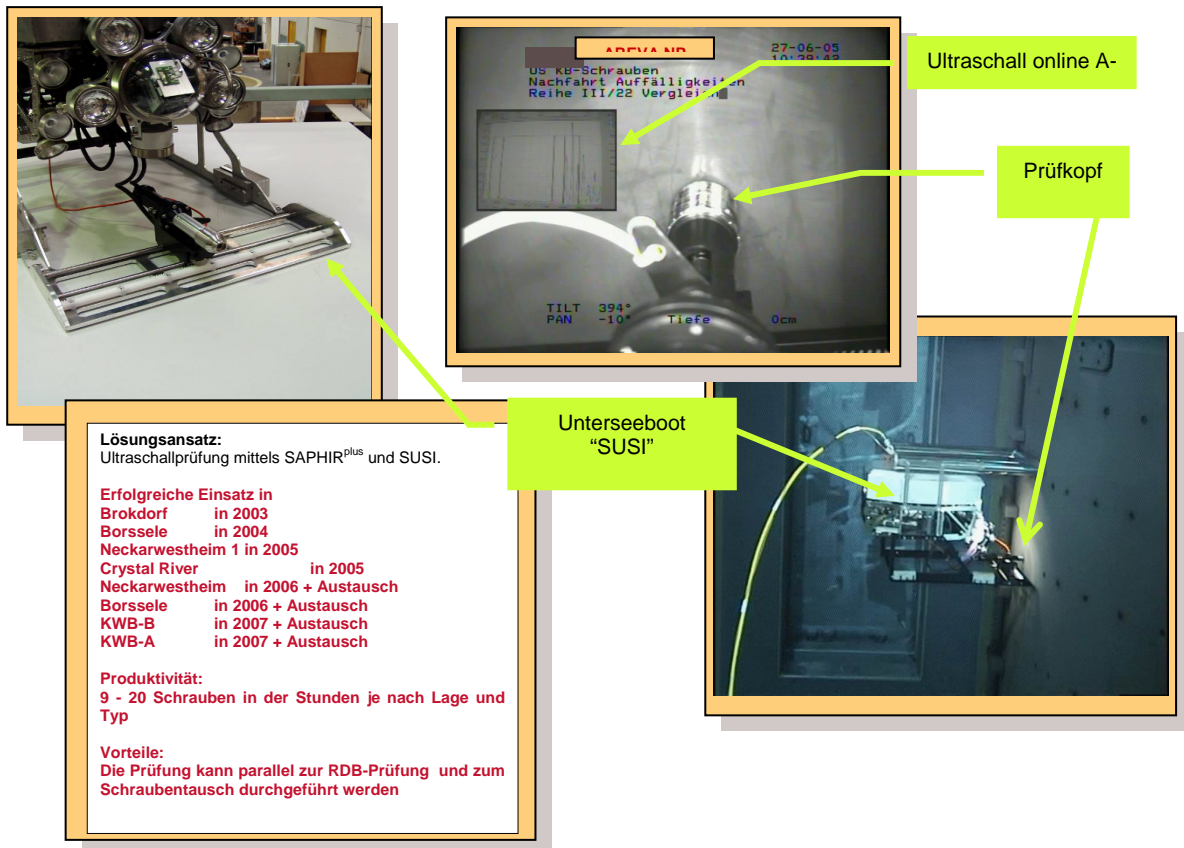 AREVA NP
27-06-05
10:39:42
US KB-Schrauben
Nachfahrt Auffälligkeiten
Reihe III/22 Vergleich
TILT 394°
PAN -10° Tiefe 0cm
Ultraschall online A-
Prüfkopf
Unterseeboot
“SUSI”
Lösungsansatz:
Ultraschallprüfung mittels SAPHIRplus und SUSI.
Erfolgreiche Einsatz in
Brokdorf in 2003
Borssele in 2004
Neckarwestheim 1 in 2005
Crystal River in 2005
Neckarwestheim in 2006 + Austausch
Borssele in 2006 + Austausch
KWB-B in 2007 + Austausch
KWB-A in 2007 + Austausch
Produktivität:
9 - 20 Schrauben in der Stunden je nach Lage und
Typ
Vorteile:
Die Prüfung kann parallel zur RDB-Prüfung und zum
Schraubentausch durchgeführt werden